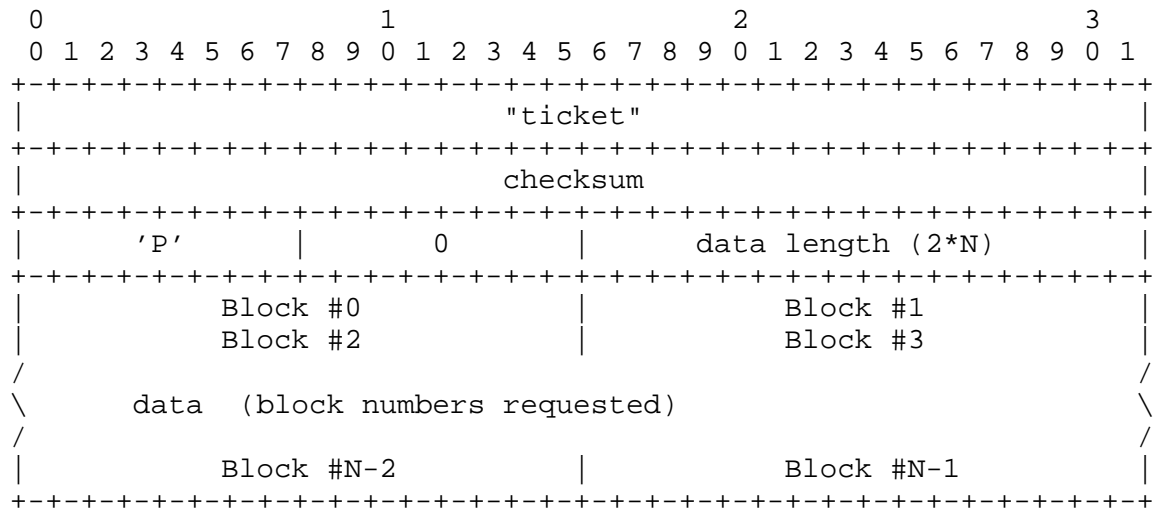 0                   1                   2                   3
 0 1 2 3 4 5 6 7 8 9 0 1 2 3 4 5 6 7 8 9 0 1 2 3 4 5 6 7 8 9 0 1
+-+-+-+-+-+-+-+-+-+-+-+-+-+-+-+-+-+-+-+-+-+-+-+-+-+-+-+-+-+-+-+-+
|                           "ticket"                            |
+-+-+-+-+-+-+-+-+-+-+-+-+-+-+-+-+-+-+-+-+-+-+-+-+-+-+-+-+-+-+-+-+
|                           checksum                            |
+-+-+-+-+-+-+-+-+-+-+-+-+-+-+-+-+-+-+-+-+-+-+-+-+-+-+-+-+-+-+-+-+
|      ’P’      |       0       |      data length (2*N)        |
+-+-+-+-+-+-+-+-+-+-+-+-+-+-+-+-+-+-+-+-+-+-+-+-+-+-+-+-+-+-+-+-+
|           Block #0            |           Block #1            |
|           Block #2            |           Block #3            |
/                                                               /
\      data  (block numbers requested)                          \
/                                                               /
|           Block #N-2          |           Block #N-1          |
+-+-+-+-+-+-+-+-+-+-+-+-+-+-+-+-+-+-+-+-+-+-+-+-+-+-+-+-+-+-+-+-+